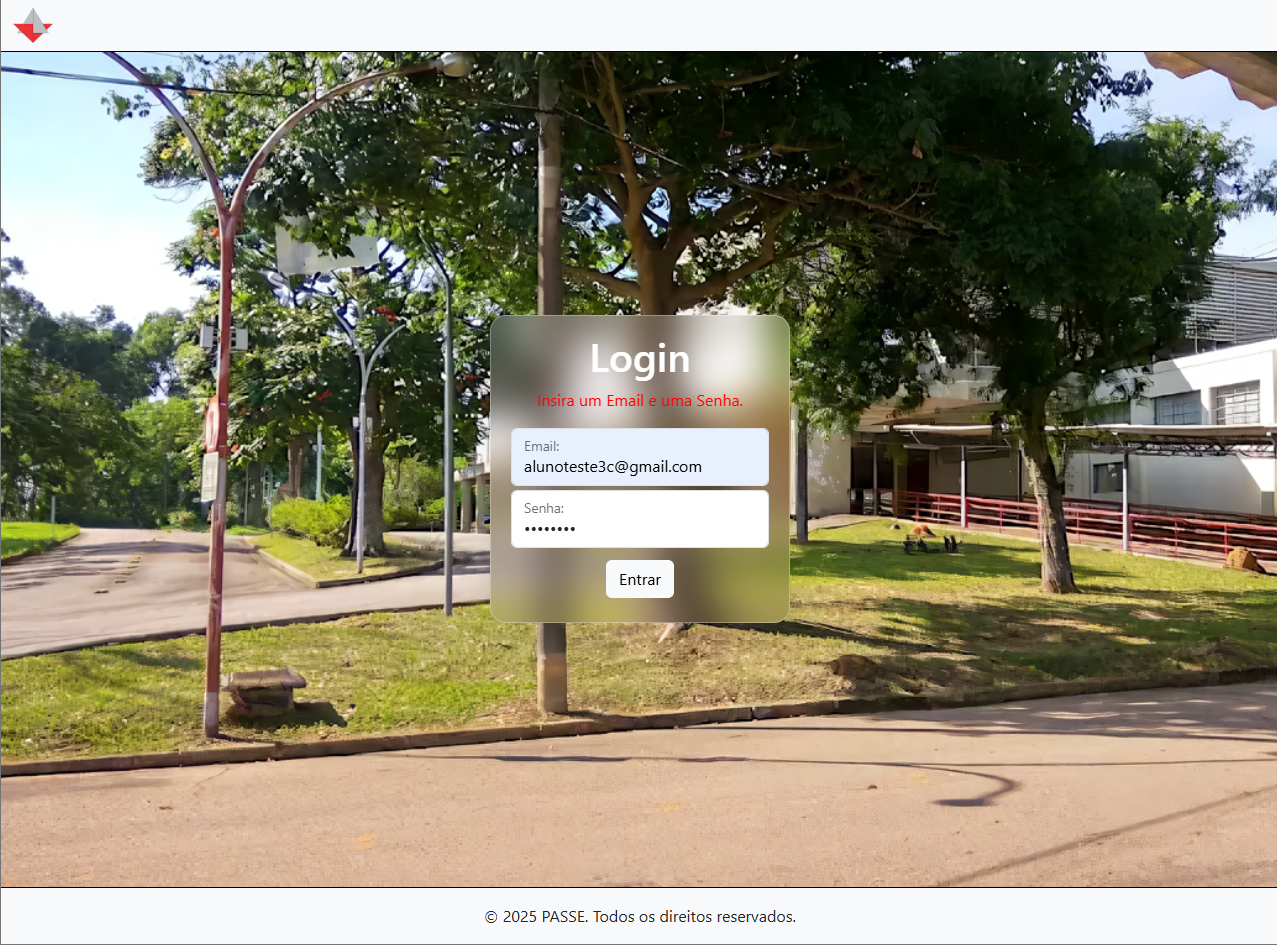 Login
Insira um Email e uma Senha.
Email:
alunoteste3c@gmail.com
Senha:
••••••••
Entrar
© 2025 PASSE. Todos os direitos reservados.